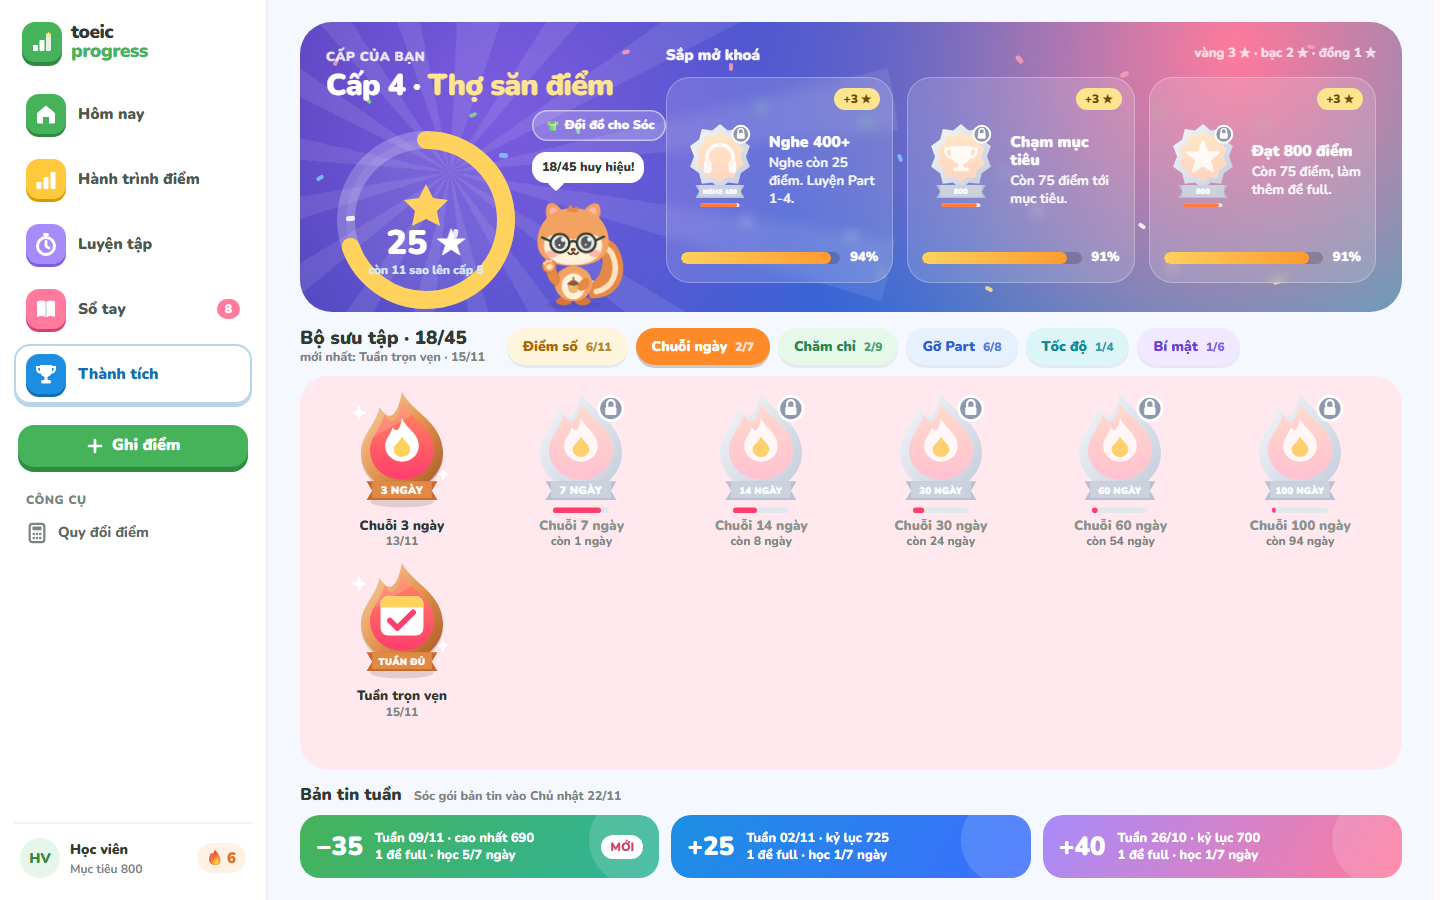 toeic
progress
Hôm nay
Hành trình điểm
Luyện tập
Sổ tay
8
Thành tích
+ Ghi điểm
CÔNG CỤ
Quy đổi điểm
HV
Học viên
Mục tiêu 800
6
CẤP CỦA BẠN
Cấp 4 · Thợ săn điểm
Đổi đồ cho Sóc
18/45 huy hiệu!
25 ★
còn 11 sao lên cấp 5
Sắp mở khoá
vàng 3 ★ · bạc 2 ★ · đồng 1 ★
+3 ★
NGHE 400
Nghe 400+
Nghe còn 25
điểm. Luyện Part
1-4.
94%
+3 ★
800
Chạm mục
tiêu
Còn 75 điểm tới
mục tiêu.
91%
+3 ★
800
Đạt 800 điểm
Còn 75 điểm, làm
thêm đề full.
91%
Bộ sưu tập · 18/45
mới nhất: Tuần trọn vẹn · 15/11
Điểm số 6/11
Chuỗi ngày 2/7
Chăm chỉ 2/9
Gỡ Part 6/8
Tốc độ 1/4
Bí mật 1/6
3 NGÀY
Chuỗi 3 ngày
13/11
7 NGÀY
Chuỗi 7 ngày
còn 1 ngày
14 NGÀY
Chuỗi 14 ngày
còn 8 ngày
30 NGÀY
Chuỗi 30 ngày
còn 24 ngày
60 NGÀY
Chuỗi 60 ngày
còn 54 ngày
100 NGÀY
Chuỗi 100 ngày
còn 94 ngày
TUẦN ĐỦ
Tuần trọn vẹn
15/11
Bản tin tuần
Sóc gói bản tin vào Chủ nhật 22/11
−35
Tuần 09/11 · cao nhất 690
1 đề full · học 5/7 ngày
MỚI
+25
Tuần 02/11 · kỷ lục 725
1 đề full · học 1/7 ngày
+40
Tuần 26/10 · kỷ lục 700
1 đề full · học 1/7 ngày